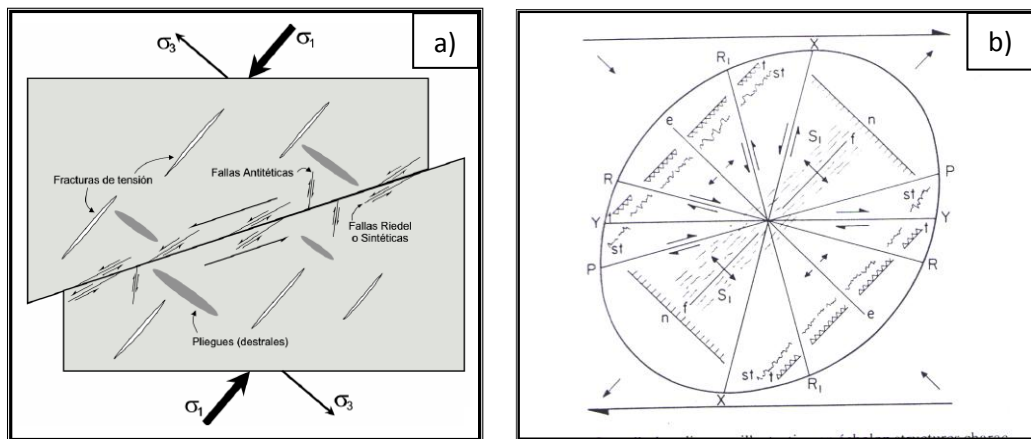 a)
σ₃
σ₁
Fracturas de tensión
Fallas Antitéticas
Fallas Riedel
o Sintéticas
Pliegues (destrales)
σ₁
σ₃
b)
X
R₁
t
st
e
n
S₁
f
R
P
t
st
Y
Y
st
t
st
P
R
S₁
f
n
e
st
t
X
R₁